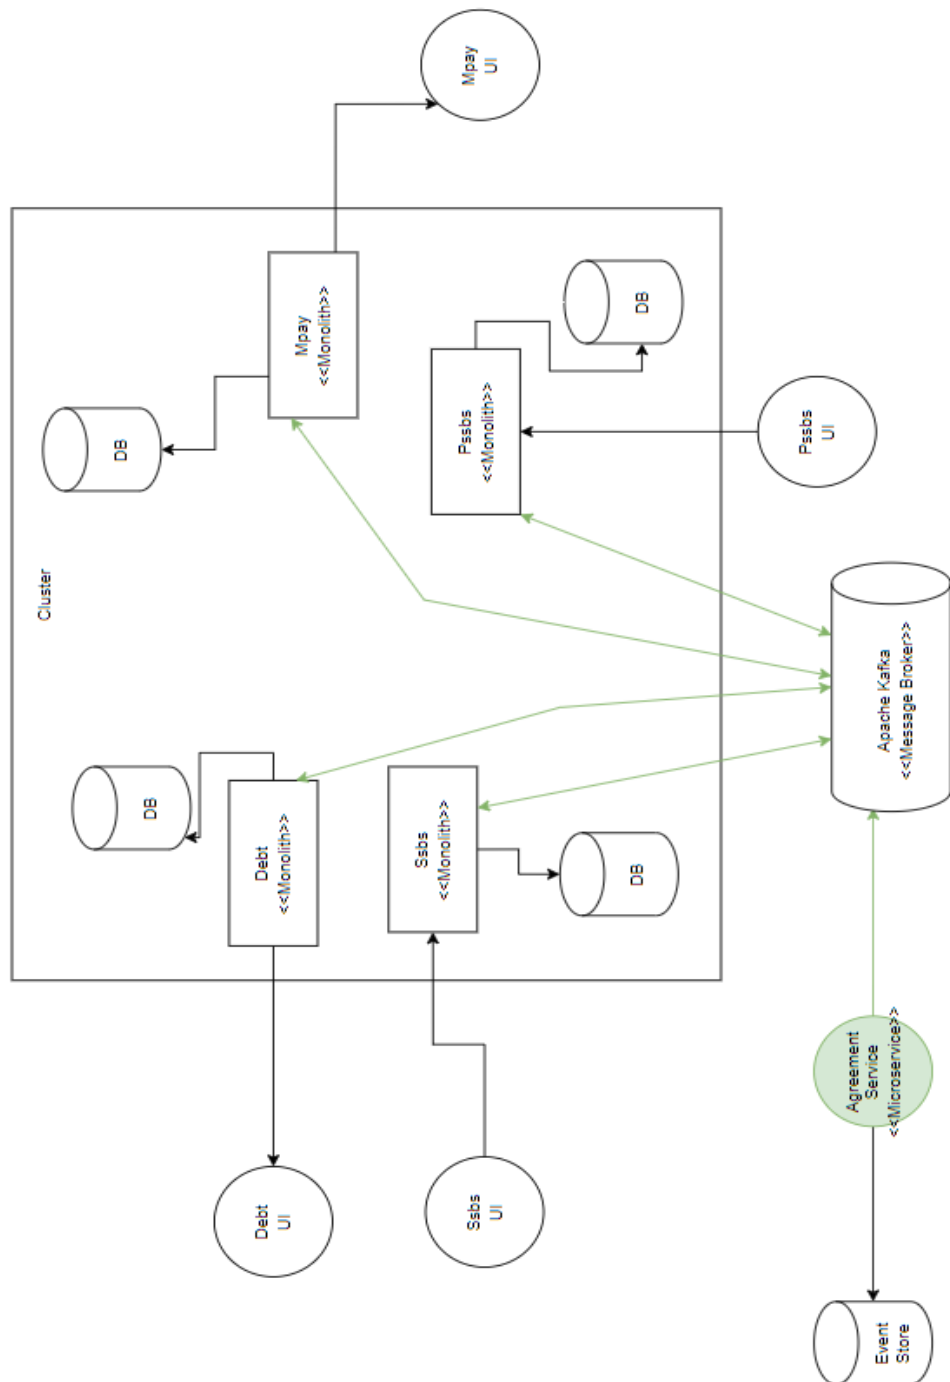 Debt
UI
Ssbs
UI
Event
Store
Agreement
Service
<<Microservice>>
DB
Debt
<<Monolith>>
Ssbs
<<Monolith>>
DB
Cluster
Apache Kafka
<<Message Broker>>
DB
Mpay
<<Monolith>>
Pssbs
<<Monolith>>
DB
Pssbs
UI
Mpay
UI